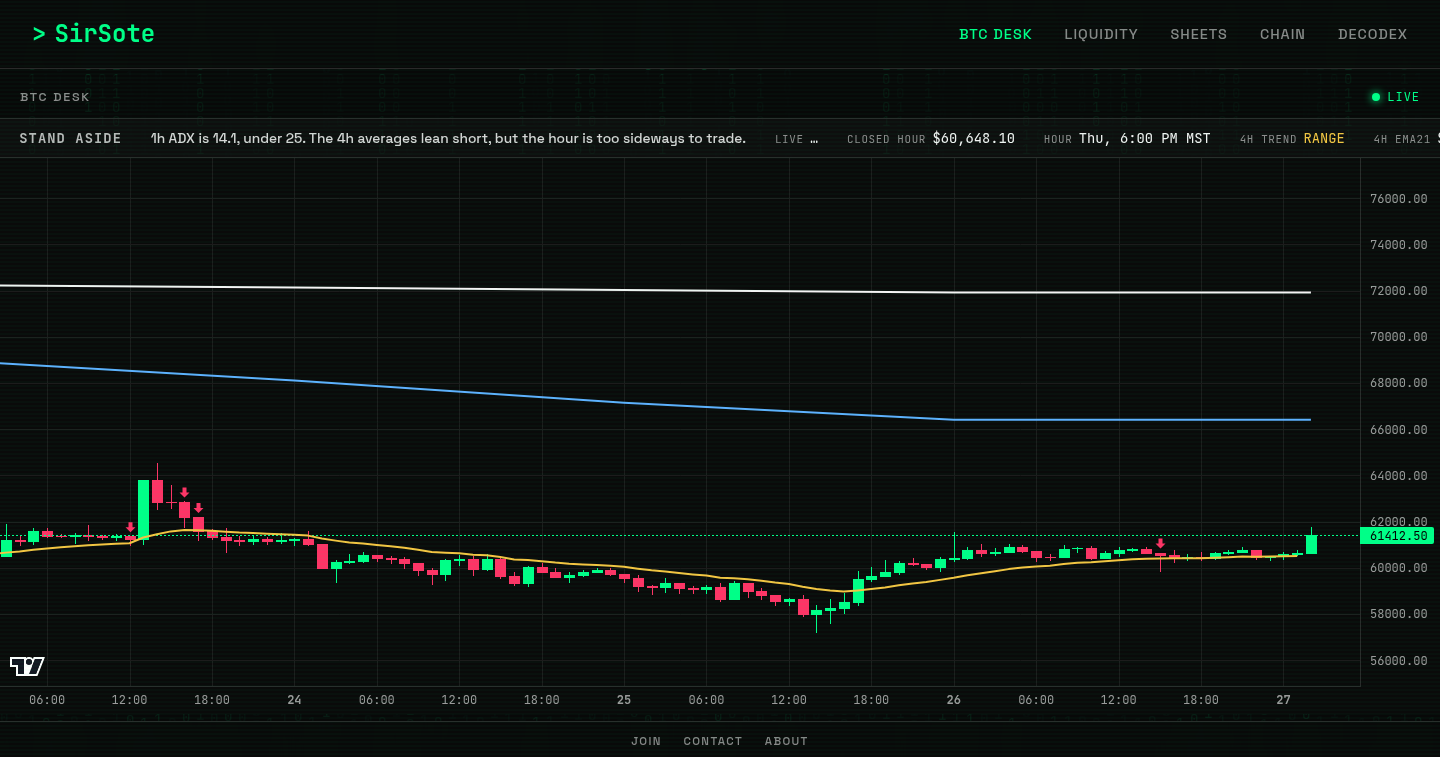 > SirSote
BTC DESK LIQUIDITY SHEETS CHAIN DECODEX
BTC DESK
LIVE
STAND ASIDE 1h ADX is 14.1, under 25. The 4h averages lean short, but the hour is too sideways to trade. LIVE … CLOSED HOUR $60,648.10 HOUR Thu, 6:00 PM MST 4H TREND RANGE 4H EMA21
76000.00
74000.00
72000.00
70000.00
68000.00
66000.00
64000.00
62000.00
61412.50
60000.00
58000.00
56000.00
06:00 12:00 18:00 24 06:00 12:00 18:00 25 06:00 12:00 18:00 26 06:00 12:00 18:00 27
JOIN CONTACT ABOUT